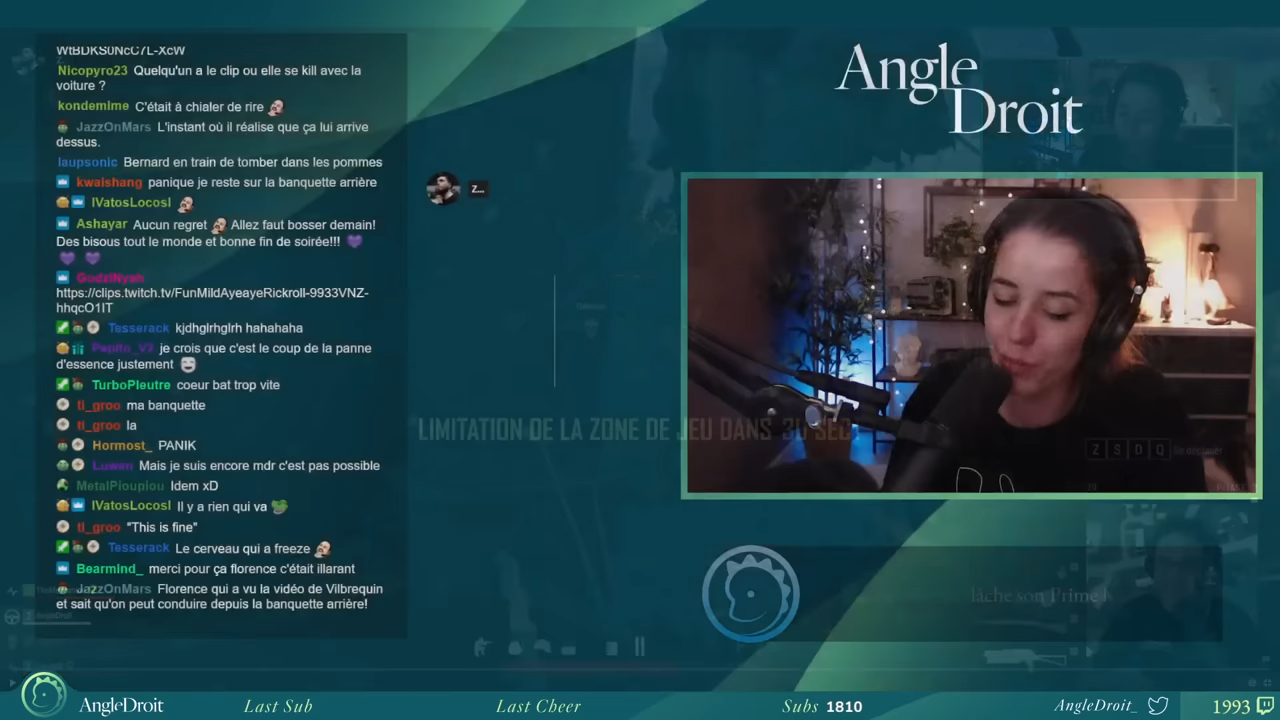 WtBDKS0NcC7L-XcW
Nicopyro23 Quelqu'un a le clip ou elle se kill avec la
voiture ?
kondemime C'était à chialer de rire
JazzOnMars L'instant où il réalise que ça lui arrive
dessus.
laupsonic Bernard en train de tomber dans les pommes
kwaishang panique je reste sur la banquette arrière
IVatosLocosI
Ashayar Aucun regret Allez faut bosser demain!
Des bisous tout le monde et bonne fin de soirée!!!
GodziNyan
https://clips.twitch.tv/FunMildAyeayeRickroll-9933VNZ-
hhqcO1IT
Tesserack kjdhglrhglrh hahahaha
Pepito_V3 je crois que c'est le coup de la panne
d'essence justement
TurboPleutre coeur bat trop vite
ti_groo ma banquette
ti_groo la
Hormost_ PANIK
Luwen Mais je suis encore mdr c'est pas possible
MetalPioupiou Idem xD
IVatosLocosI Il y a rien qui va
ti_groo "This is fine"
Tesserack Le cerveau qui a freeze
Bearmind_ merci pour ça florence c'était illarant
JazzOnMars Florence qui a vu la vidéo de Vilbrequin
et sait qu'on peut conduire depuis la banquette arrière!
Z...
Angle
Droit
LIMITATION DE LA ZONE DE JEU DANS 30 SEC
Z S D Q Se déplacer
lâche son Prime
AngleDroit
Last Sub
Last Cheer
Subs 1810
AngleDroit_
1993